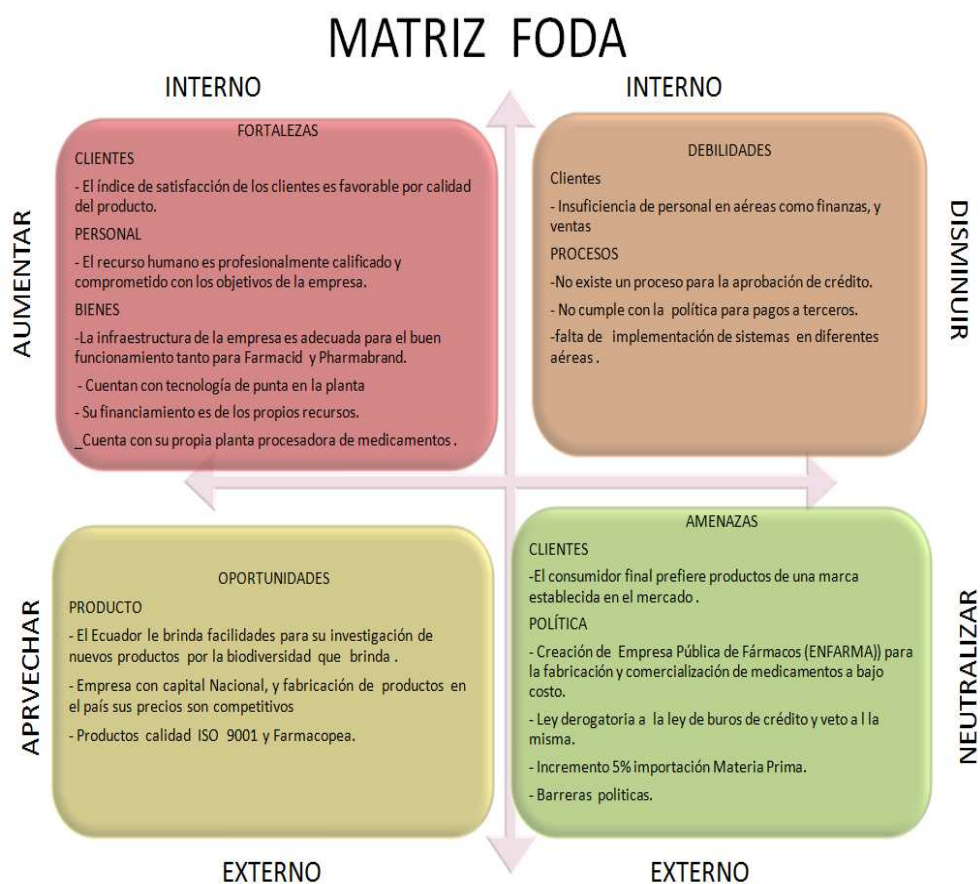 MATRIZ FODA
INTERNO
INTERNO
AUMENTAR
FORTALEZAS
CLIENTES
- El índice de satisfacción de los clientes es favorable por calidad
del producto.
PERSONAL
- El recurso humano es profesionalmente calificado y
comprometido con los objetivos de la empresa.
BIENES
-La infraestructura de la empresa es adecuada para el buen
funcionamiento tanto para Farmacid y Pharmabrand.
- Cuentan con tecnología de punta en la planta
- Su financiamiento es de los propios recursos.
_Cuenta con su propia planta procesadora de medicamentos .
DEBILIDADES
Clientes
- Insuficiencia de personal en aéreas como finanzas, y
ventas
PROCESOS
-No existe un proceso para la aprobación de crédito.
- No cumple con la política para pagos a terceros.
-falta de implementación de sistemas en diferentes
aéreas .
DISMINUIR
APRVECHAR
OPORTUNIDADES
PRODUCTO
- El Ecuador le brinda facilidades para su investigación de
nuevos productos por la biodiversidad que brinda .
- Empresa con capital Nacional, y fabricación de productos en
el país sus precios son competitivos
- Productos calidad ISO 9001 y Farmacopea.
AMENAZAS
CLIENTES
-El consumidor final prefiere productos de una marca
establecida en el mercado .
POLÍTICA
- Creación de Empresa Pública de Fármacos (ENFARMA)) para
la fabricación y comercialización de medicamentos a bajo
costo.
- Ley derogatoria a la ley de buros de crédito y veto a l la
misma.
- Incremento 5% importación Materia Prima.
- Barreras politicas.
NEUTRALIZAR
EXTERNO
EXTERNO